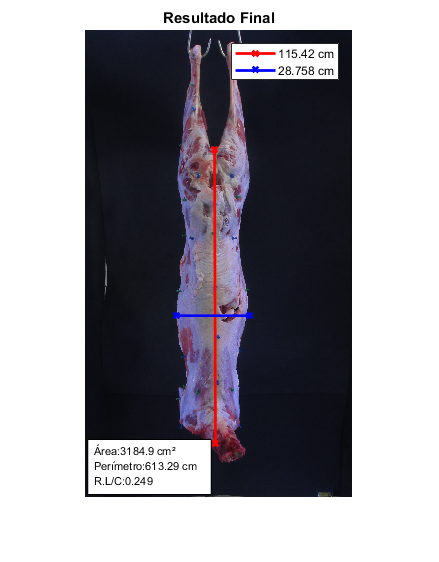 Resultado Final
115.42 cm
28.758 cm
Área:3184.9 cm²
Perímetro:613.29 cm
R.L/C:0.249